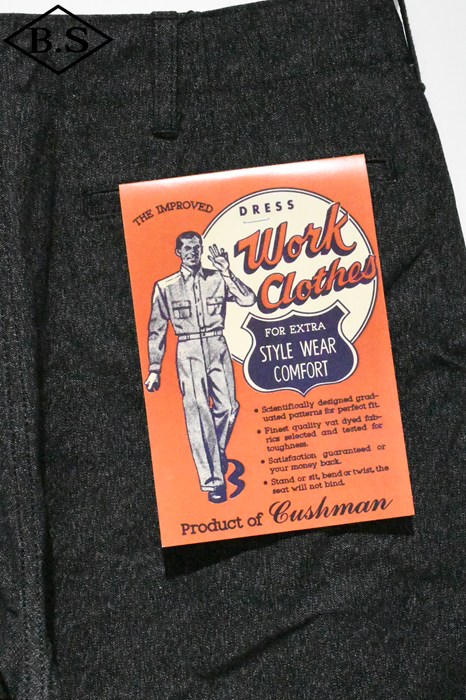 B.S
THE IMPROVED
DRESS
Work
Clothes
FOR EXTRA
STYLE WEAR
COMFORT
• Scientifically designed grad-
uated patterns for perfect fit.
• Finest quality vat dyed fab-
rics selected and tested for
toughness.
• Satisfaction guaranteed or
your money back.
• Stand or sit, bend or twist, the
seat will not bind.
Product of Cushman